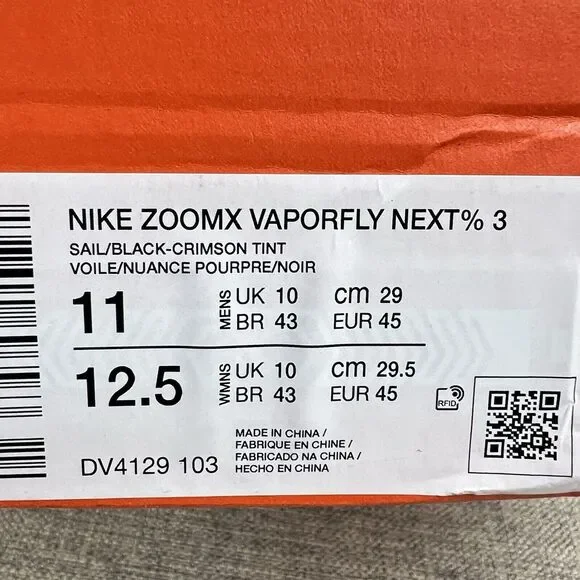 NIKE ZOOMX VAPORFLY NEXT% 3
SAIL/BLACK-CRIMSON TINT
VOILE/NUANCE POURPRE/NOIR
11 MENS UK 10 cm 29
BR 43 EUR 45
12.5 WMNS UK 10 cm 29.5
BR 43 EUR 45
RFID
MADE IN CHINA /
FABRIQUE EN CHINE /
FABRICADO NA CHINA /
HECHO EN CHINA
DV4129 103